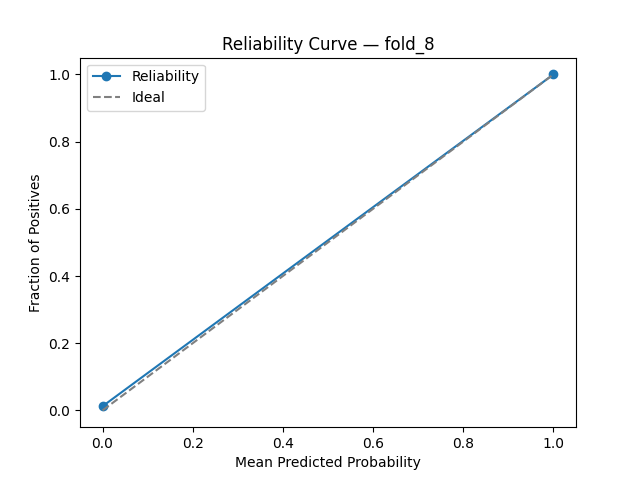 Reliability Curve — fold_8
Reliability
Ideal
1.0
0.8
0.6
0.4
0.2
0.0
Fraction of Positives
0.0 0.2 0.4 0.6 0.8 1.0
Mean Predicted Probability